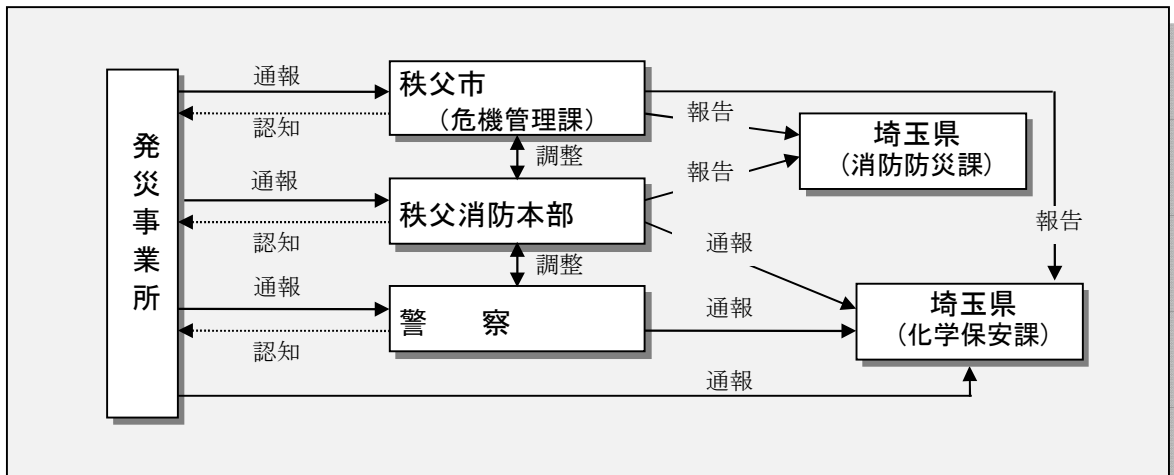 発災事業所
通報
認知
秩父市
（危機管理課）
報告
調整
埼玉県
（消防防災課）
報告
通報
認知
秩父消防本部
報告
通報
調整
通報
認知
警　　察
通報
埼玉県
（化学保安課）
通報